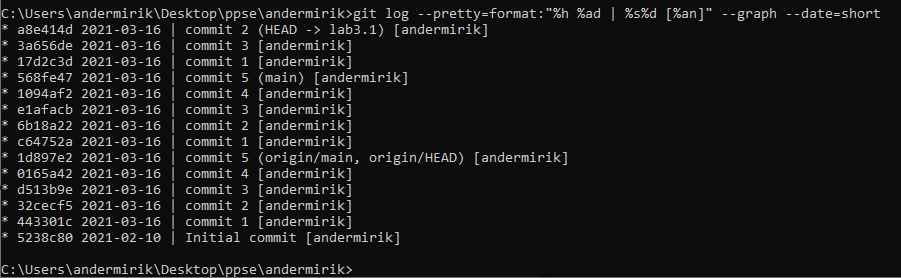 C:\Users\andermirik\Desktop\ppse\andermirik>git log --pretty=format:"%h %ad | %s%d [%an]" --graph --date=short
* a8e414d 2021-03-16 | commit 2 (HEAD -> lab3.1) [andermirik]
* 3a656de 2021-03-16 | commit 3 [andermirik]
* 17d2c3d 2021-03-16 | commit 1 [andermirik]
* 568fe47 2021-03-16 | commit 5 (main) [andermirik]
* 1094af2 2021-03-16 | commit 4 [andermirik]
* e1afacb 2021-03-16 | commit 3 [andermirik]
* 6b18a22 2021-03-16 | commit 2 [andermirik]
* c64752a 2021-03-16 | commit 1 [andermirik]
* 1d897e2 2021-03-16 | commit 5 (origin/main, origin/HEAD) [andermirik]
* 0165a42 2021-03-16 | commit 4 [andermirik]
* d513b9e 2021-03-16 | commit 3 [andermirik]
* 32cecf5 2021-03-16 | commit 2 [andermirik]
* 443301c 2021-03-16 | commit 1 [andermirik]
* 5238c80 2021-02-10 | Initial commit [andermirik]
C:\Users\andermirik\Desktop\ppse\andermirik>